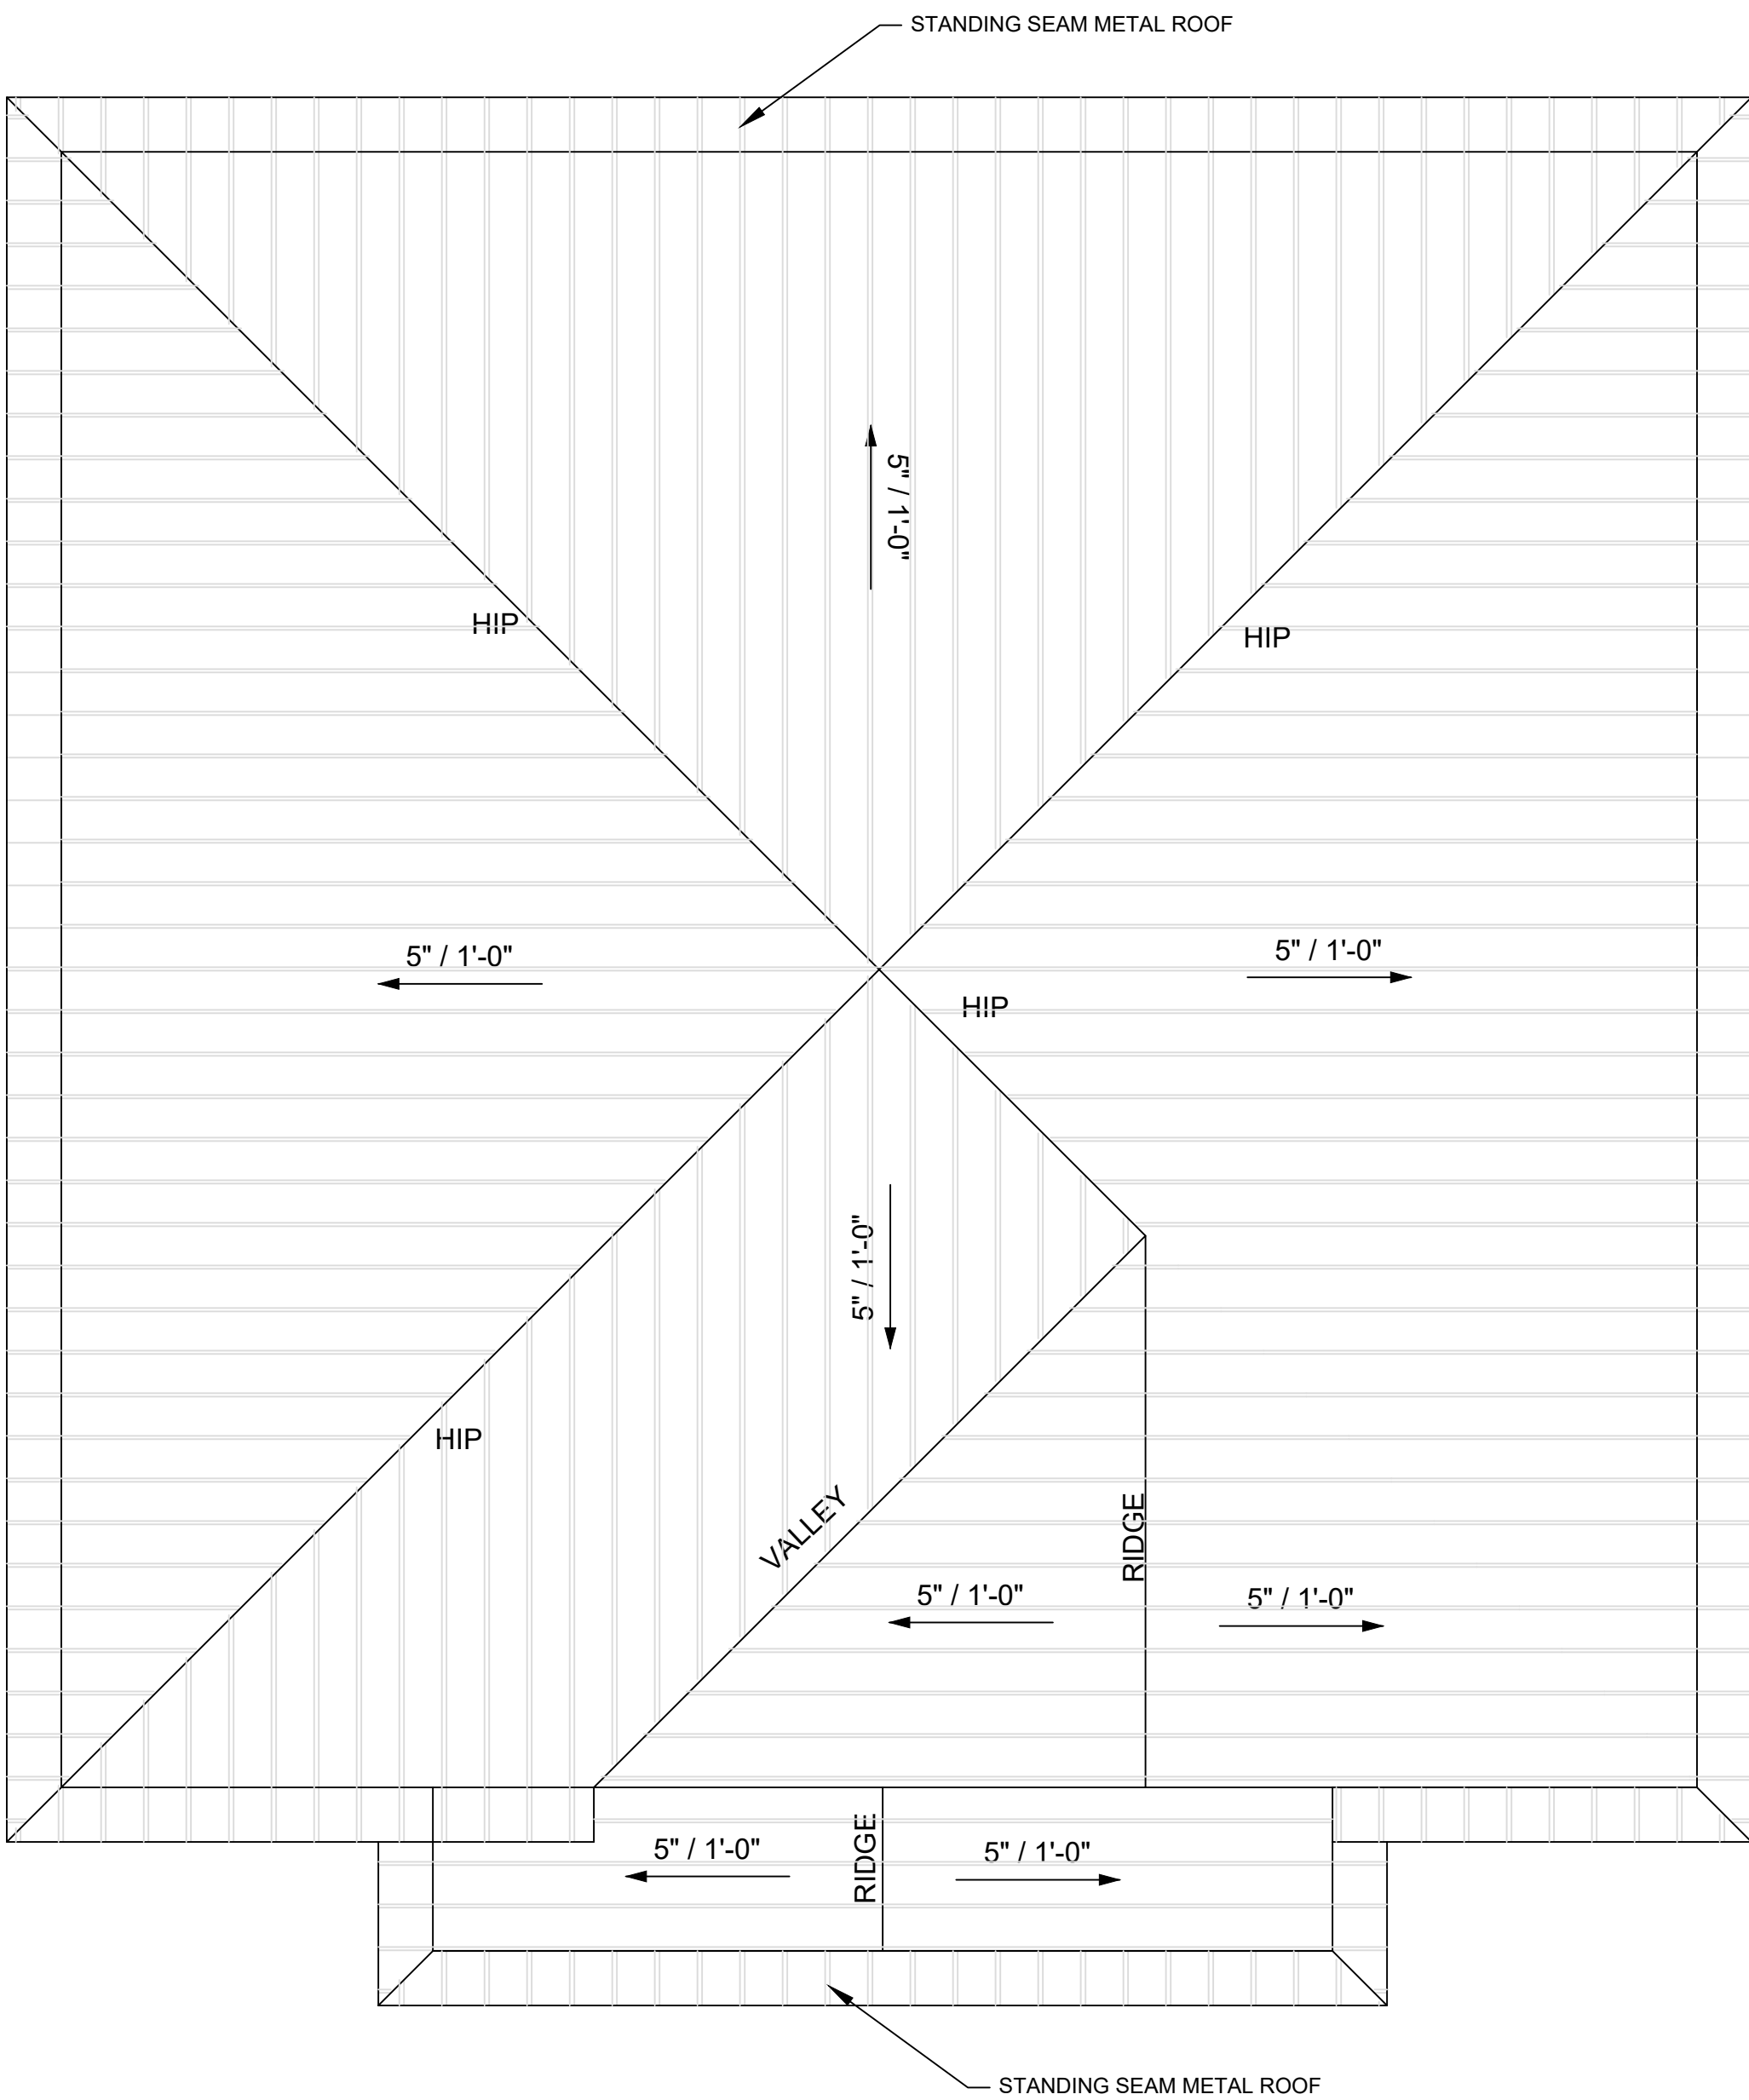 STANDING SEAM METAL ROOF
5" / 1'-0"
HIP
HIP
5" / 1'-0"
5" / 1'-0"
HIP
5" / 1'-0"
HIP
VALLEY
RIDGE
5" / 1'-0"
5" / 1'-0"
RIDGE
5" / 1'-0"
5" / 1'-0"
STANDING SEAM METAL ROOF